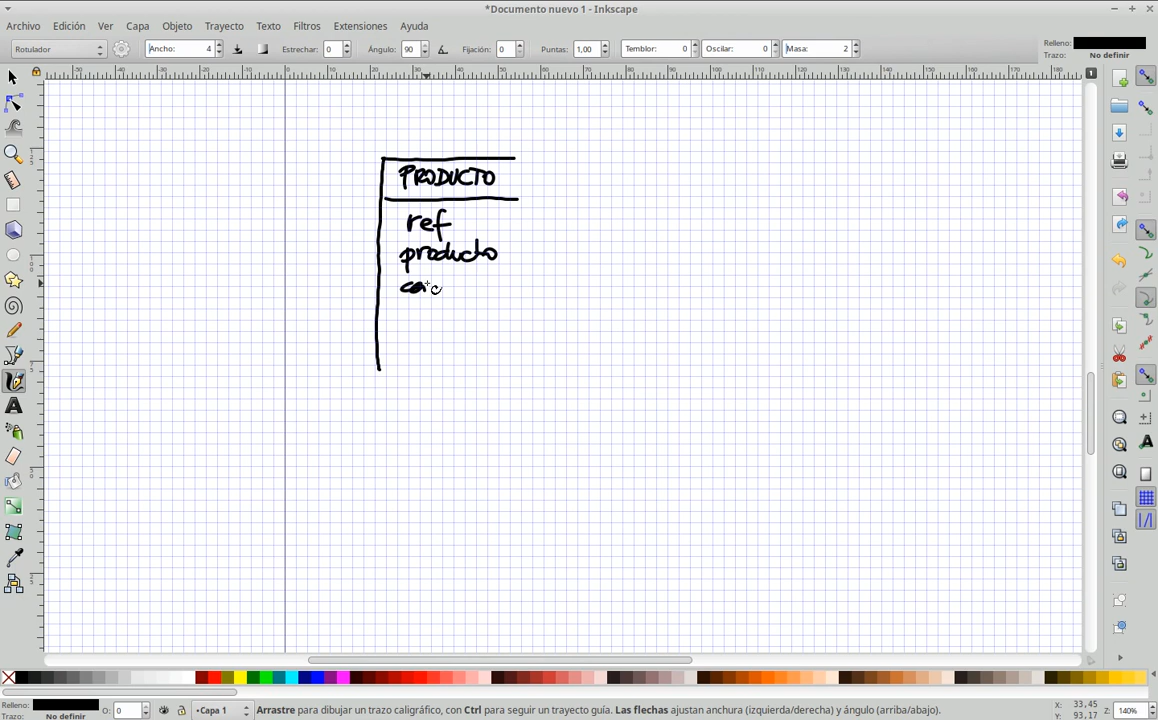 *Documento nuevo 1 - Inkscape
Archivo Edición Ver Capa Objeto Trayecto Texto Filtros Extensiones Ayuda
Rotulador Ancho: 4 Estrechar: 0 Ángulo: 90 Fijación: 0 Puntas: 1,00 Temblor: 0 Oscilar: 0 Masa: 2 Relleno:
Trazo: No definir
PRODUCTO
ref
producto
ca
Relleno:
Trazo: No definir
O: 0
•Capa 1
Arrastre para dibujar un trazo caligráfico, con Ctrl para seguir un trayecto guía. Las flechas ajustan anchura (izquierda/derecha) y ángulo (arriba/abajo).
X: 33,45
Y: 93,17
Z: 140%